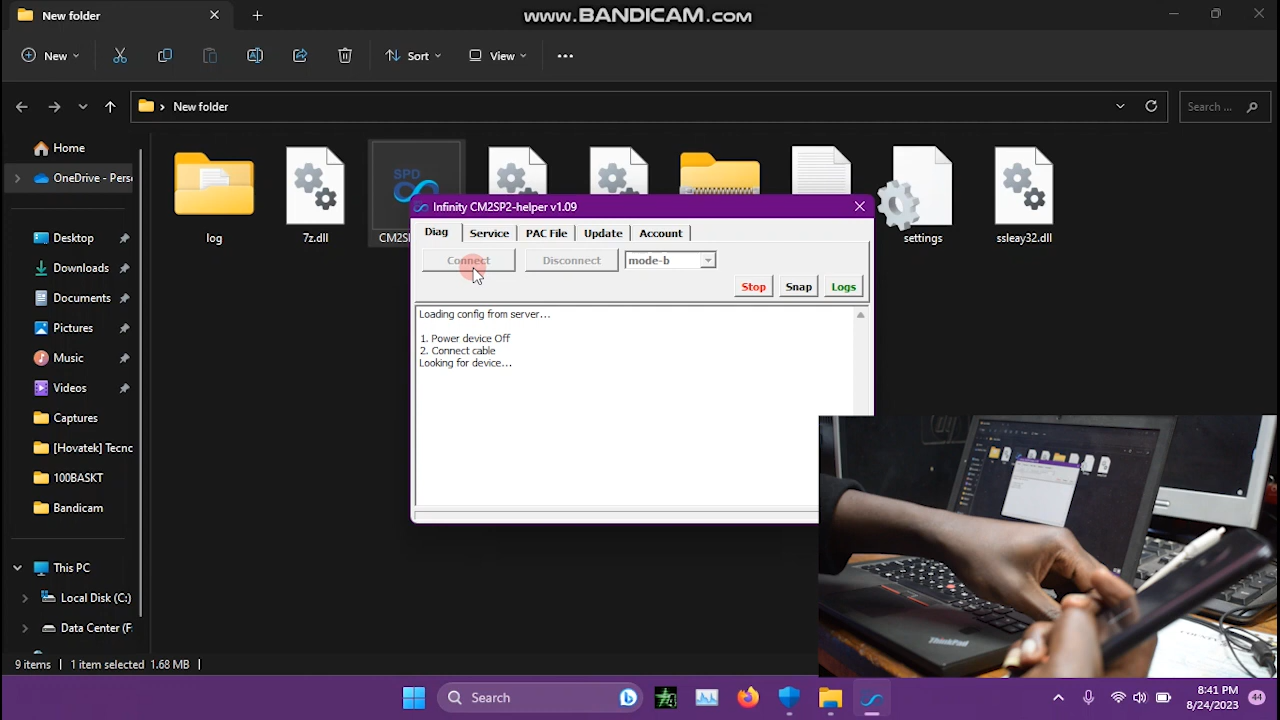 New folder
www.BANDICAM.com
New
Sort
View
New folder
Search ...
Home
OneDrive - Pers
Desktop
Downloads
Documents
Pictures
Music
Videos
Captures
[Hovatek] Tecnc
100BASKT
Bandicam
This PC
Local Disk (C:)
Data Center (F:
SPD
log
7z.dll
CM2S
settings
ssleay32.dll
Infinity CM2SP2-helper v1.09
Diag
Service
PAC File
Update
Account
Connect
Disconnect
mode-b
Stop
Snap
Logs
Loading config from server...
1. Power device Off
2. Connect cable
Looking for device...
ThinkPad
9 items
1 item selected 1.68 MB
Search
8:41 PM
8/24/2023
44